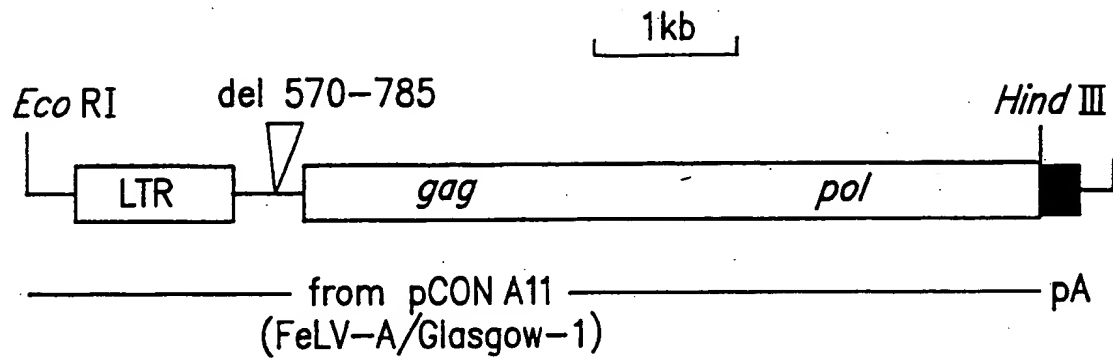 1kb
del 570–785
Eco RI
Hind III
LTR
gag
pol
from pCON A11
pA
(FeLV–A/Glasgow–1)